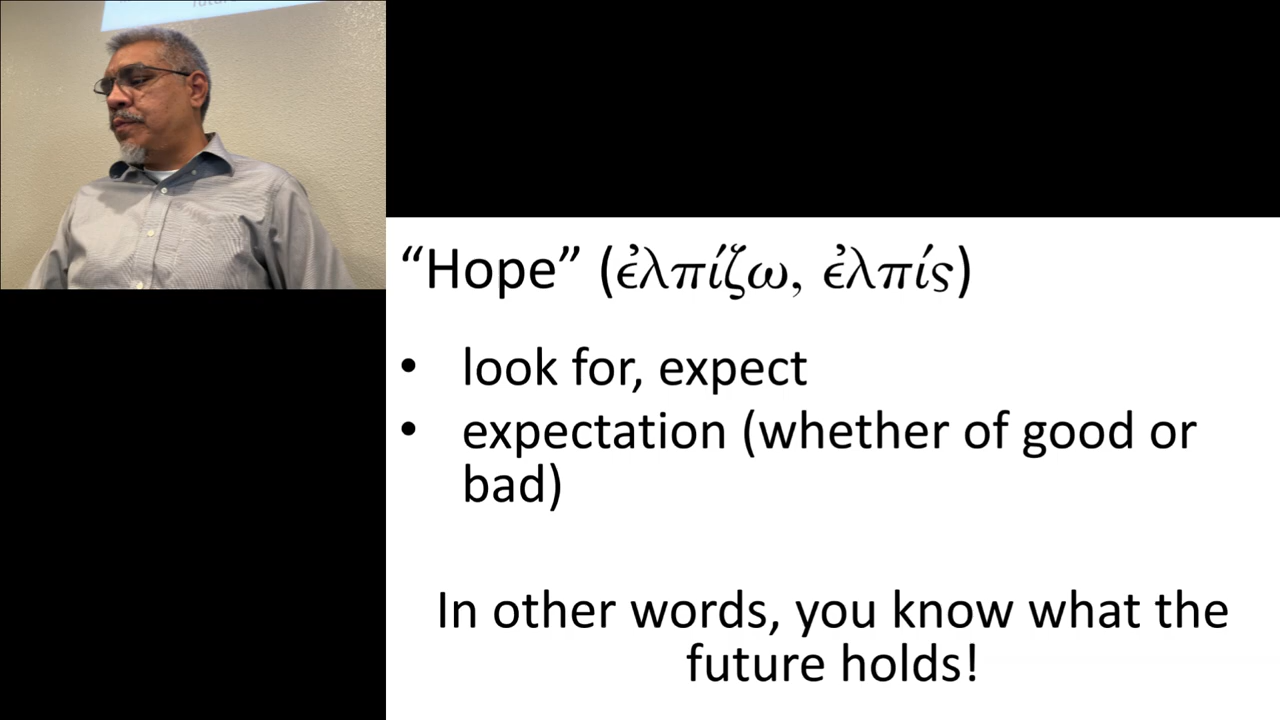 “Hope” (ἐλπίζω, ἐλπίς)
• look for, expect
• expectation (whether of good or
bad)
In other words, you know what the
future holds!